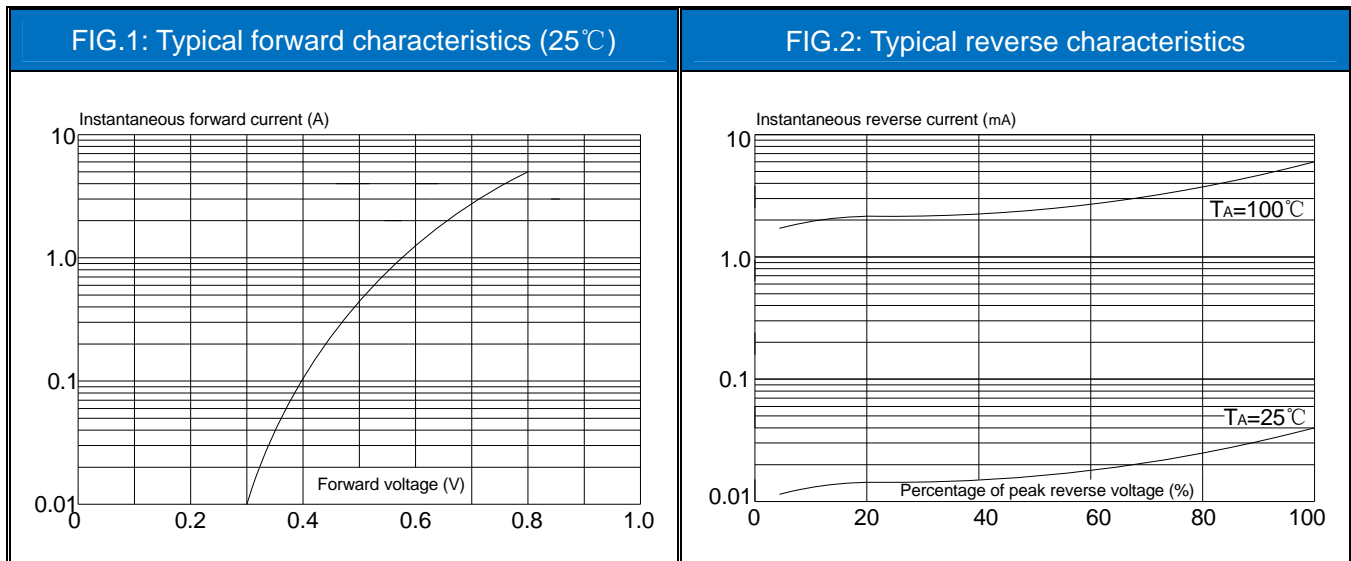 FIG.1: Typical forward characteristics (25℃)
Instantaneous forward current (A)
10
1.0
0.1
0.01
Forward voltage (V)
0 0.2 0.4 0.6 0.8 1.0
FIG.2: Typical reverse characteristics
Instantaneous reverse current (mA)
10
TA=100℃
1.0
0.1
TA=25℃
0.01
Percentage of peak reverse voltage (%)
0 20 40 60 80 100